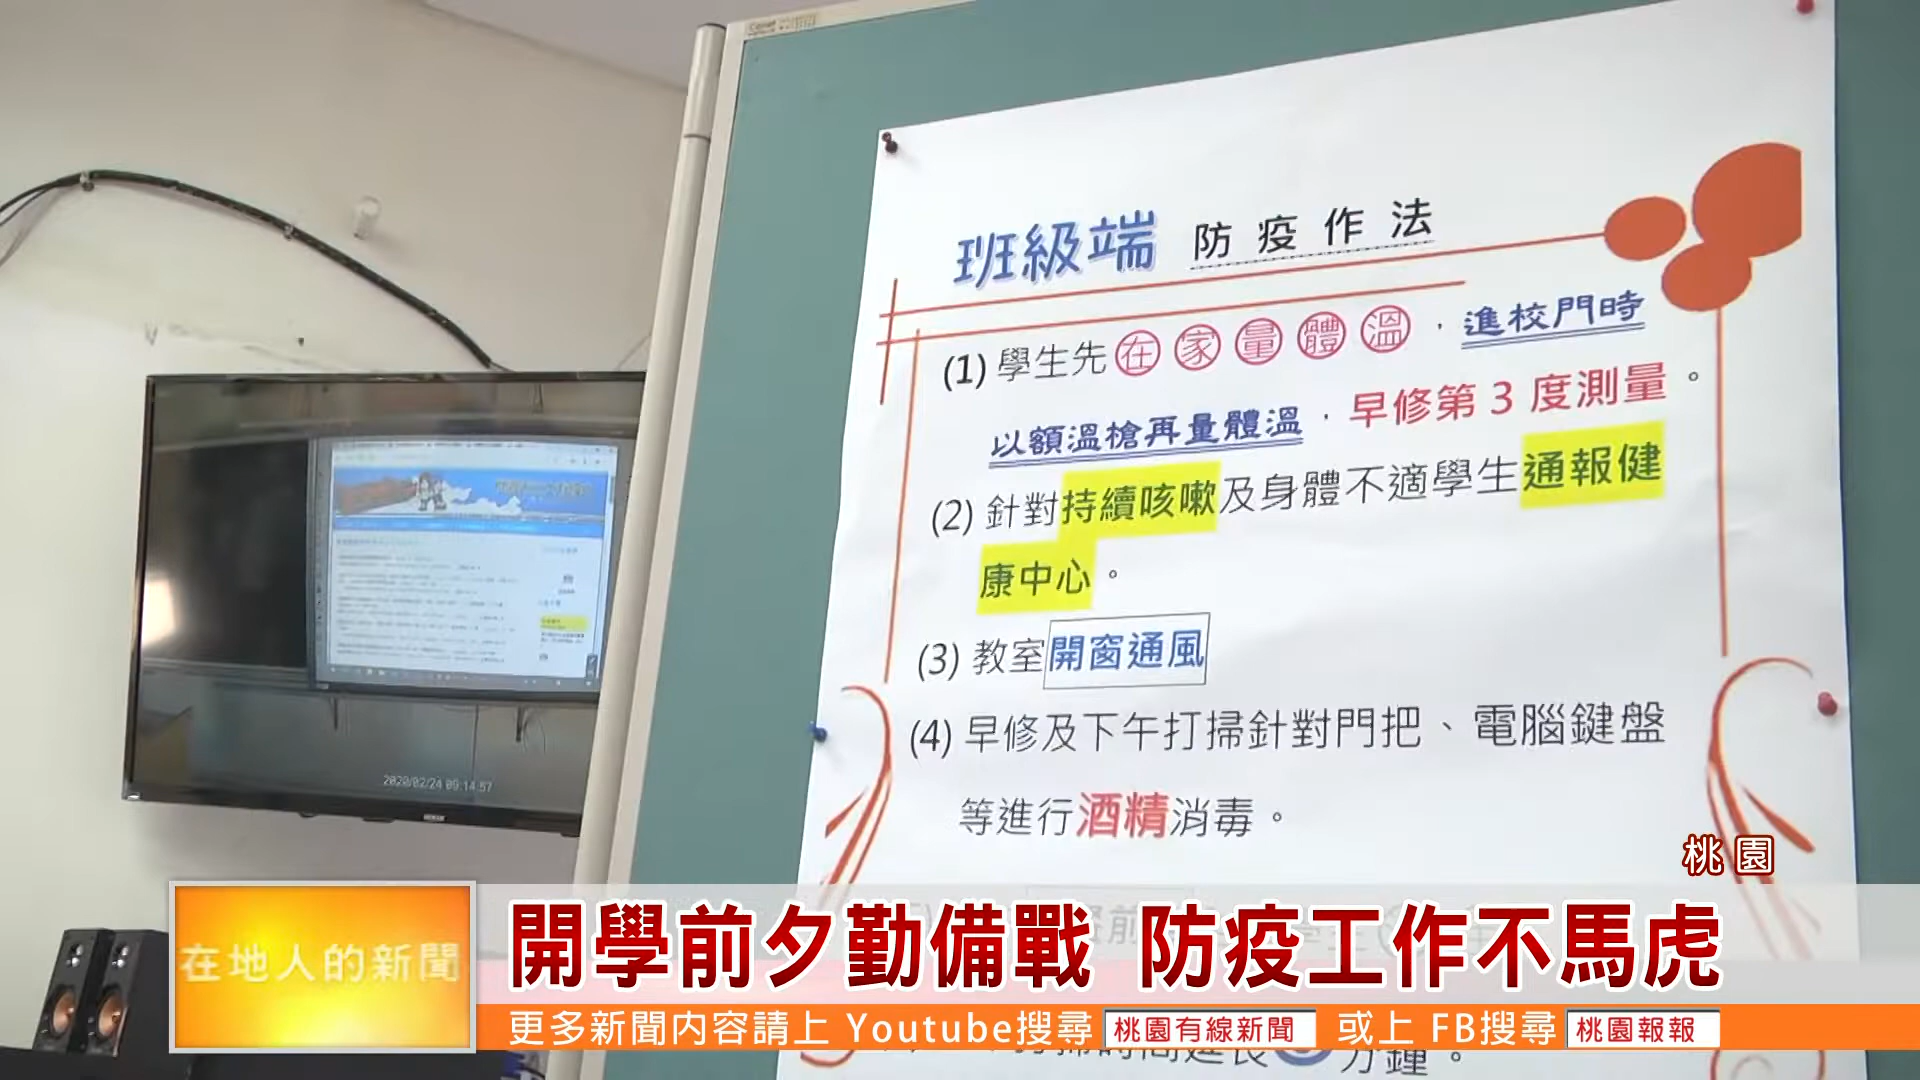 班級端 防疫作法
(1) 學生先在家量體溫，進校門時
以額溫槍再量體溫，早修第 3 度測量。
(2) 針對持續咳嗽及身體不適學生通報健
康中心。
(3) 教室開窗通風
(4) 早修及下午打掃針對門把、電腦鍵盤
等進行酒精消毒。
2020/02/24 09:14:57
桃園
在地人的新聞
開學前夕勤備戰 防疫工作不馬虎
更多新聞內容請上 Youtube搜尋 桃園有線新聞 或上 FB搜尋 桃園報報